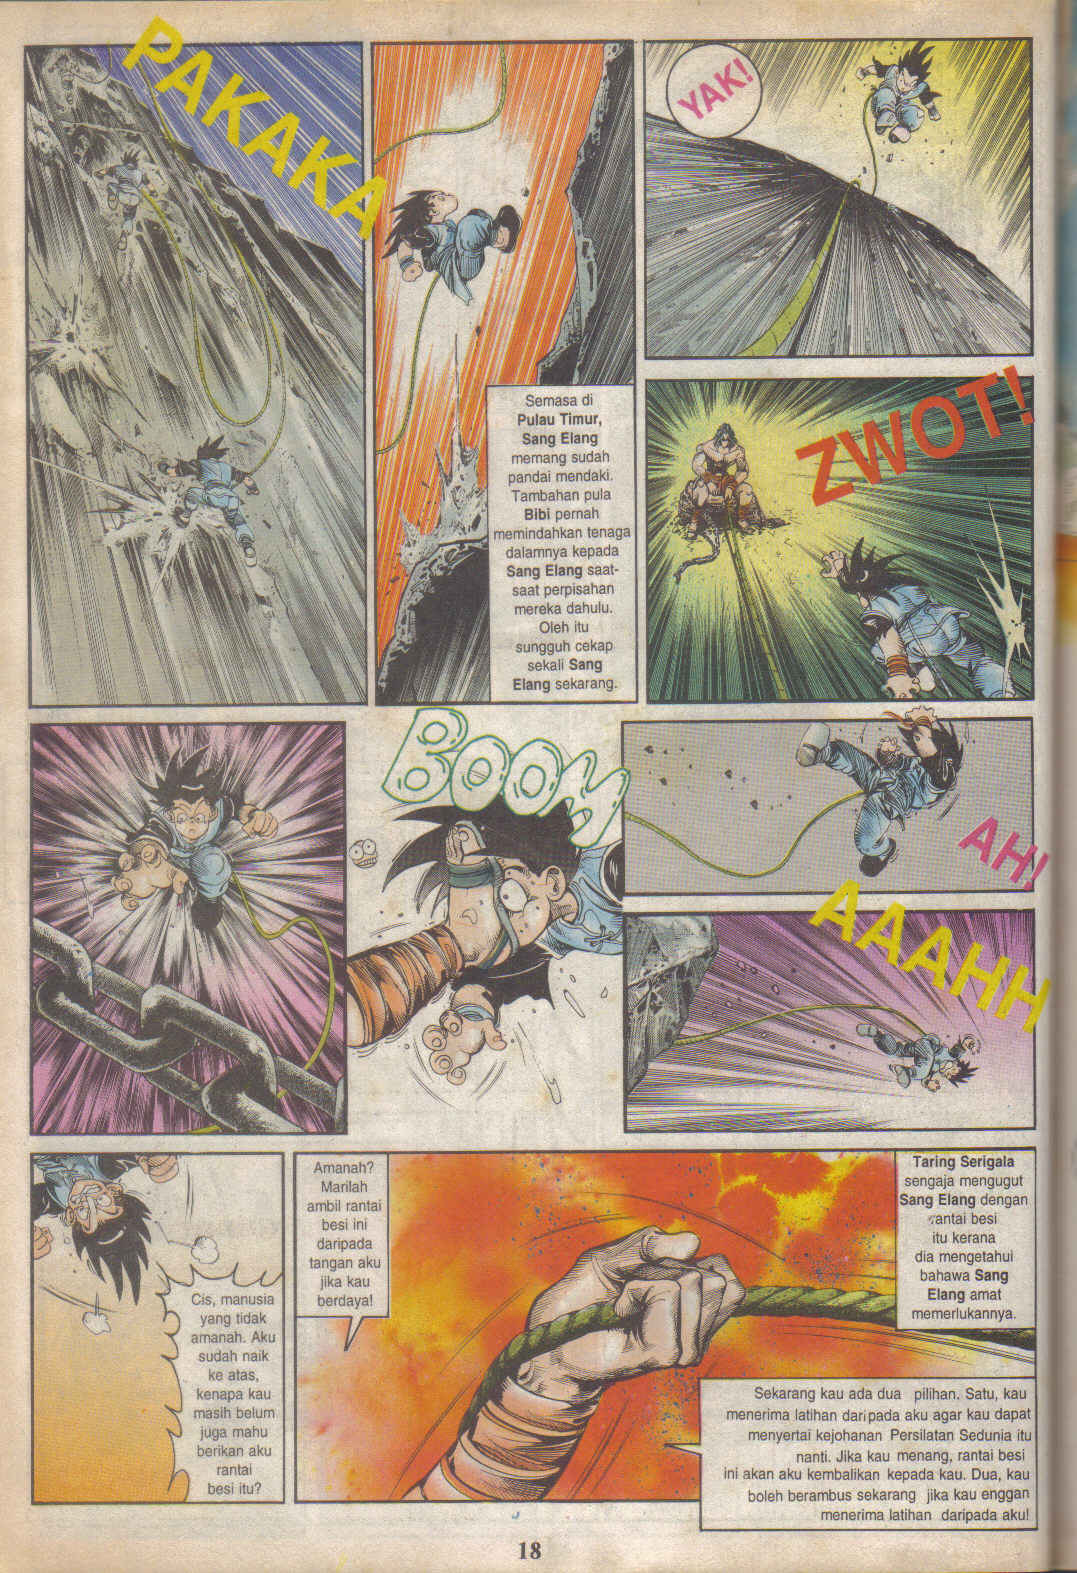 PAKAKA
Semasa di
Pulau Timur,
Sang Elang
memang sudah
pandai mendaki.
Tambahan pula
Bibi pernah
memindahkan tenaga
dalamnya kepada
Sang Elang saat-
saat perpisahan
mereka dahulu.
Oleh itu
sungguh cekap
sekali Sang
Elang sekarang.
YAK!
ZWOT!
BOOM
AH!
AAAHH
Cis, manusia
yang tidak
amanah. Aku
sudah naik
ke atas,
kenapa kau
masih belum
juga mahu
berikan aku
rantai
besi itu?
Amanah?
Marilah
ambil rantai
besi ini
daripada
tangan aku
jika kau
berdaya!
Taring Serigala
sengaja mengugut
Sang Elang dengan
rantai besi
itu kerana
dia mengetahui
bahawa Sang
Elang amat
memerlukannya.
Sekarang kau ada dua pilihan. Satu, kau
menerima latihan daripada aku agar kau dapat
menyertai kejohanan Persilatan Sedunia itu
nanti. Jika kau menang, rantai besi
ini akan aku kembalikan kepada kau. Dua, kau
boleh berambus sekarang jika kau enggan
menerima latihan daripada aku!
18